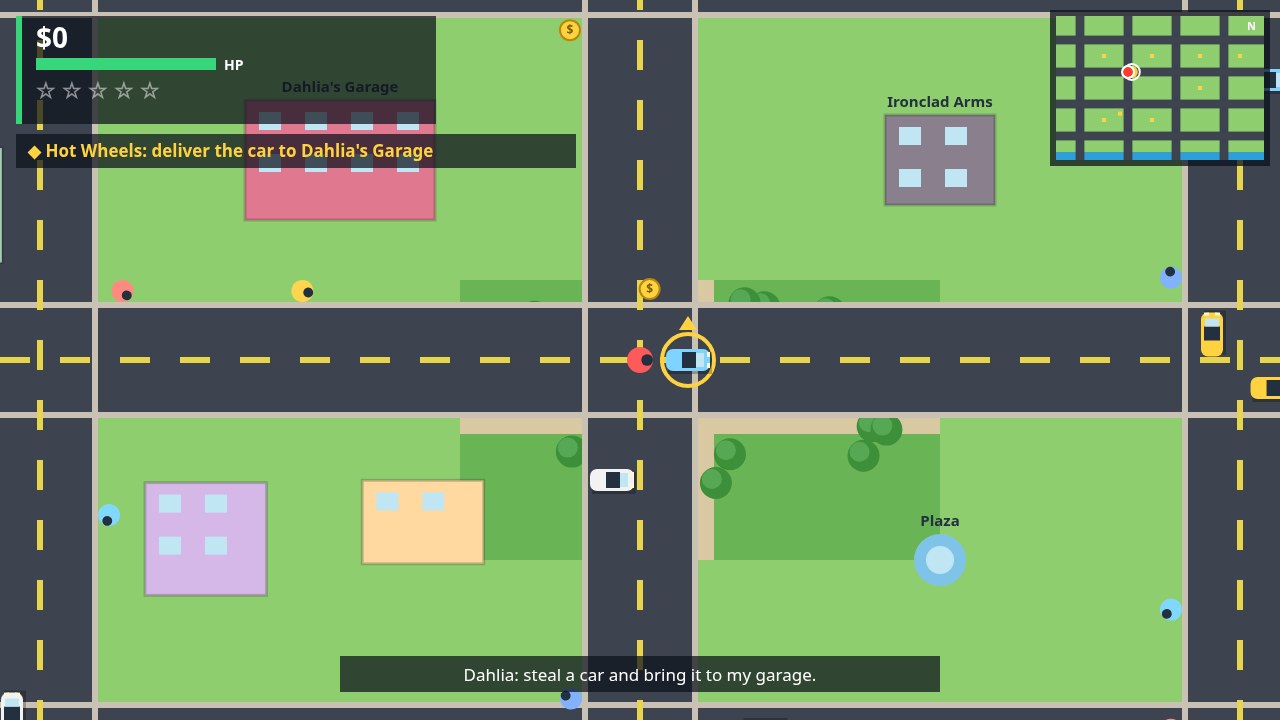 $0
HP
Dahlia's Garage
◆ Hot Wheels: deliver the car to Dahlia's Garage
$
Ironclad Arms
N
$
Plaza
Dahlia: steal a car and bring it to my garage.